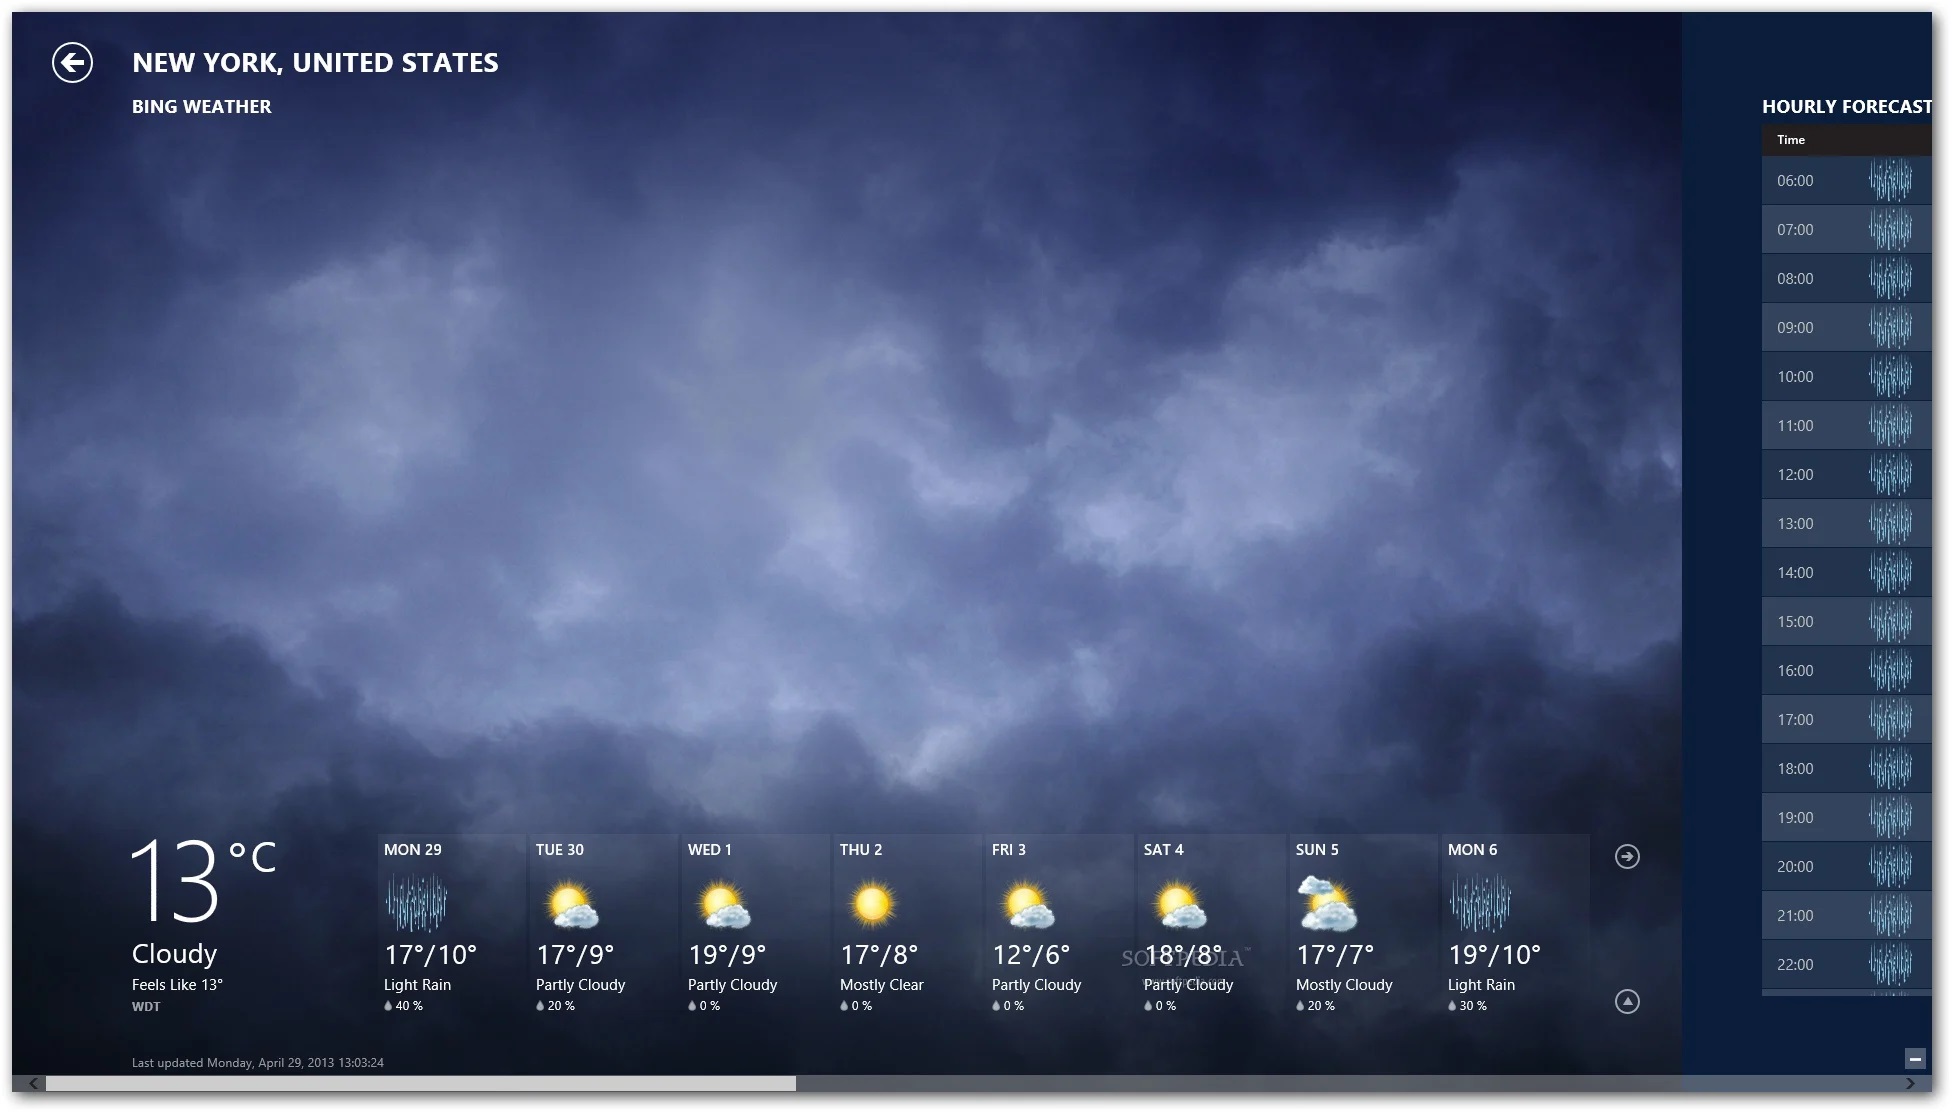 NEW YORK, UNITED STATES
BING WEATHER
13 °C
Cloudy
Feels Like 13°
WDT
MON 29
17°/10°
Light Rain
40 %
TUE 30
17°/9°
Partly Cloudy
20 %
WED 1
19°/9°
Partly Cloudy
0 %
THU 2
17°/8°
Mostly Clear
0 %
FRI 3
12°/6°
Partly Cloudy
0 %
SAT 4
18°/8°
Partly Cloudy
0 %
SOFTPEDIA™
SUN 5
17°/7°
Mostly Cloudy
20 %
MON 6
19°/10°
Light Rain
30 %
Last updated Monday, April 29, 2013 13:03:24
HOURLY FORECAST
Time
06:00
07:00
08:00
09:00
10:00
11:00
12:00
13:00
14:00
15:00
16:00
17:00
18:00
19:00
20:00
21:00
22:00